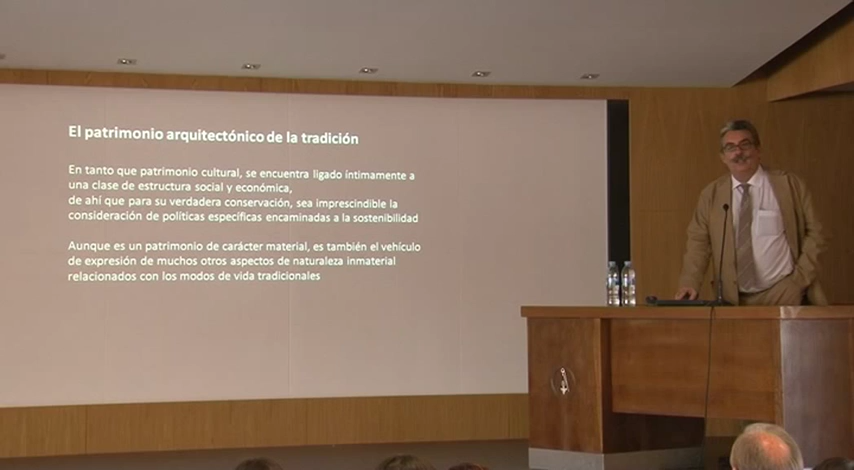 El patrimonio arquitectónico de la tradición
En tanto que patrimonio cultural, se encuentra ligado íntimamente a
una clase de estructura social y económica,
de ahí que para su verdadera conservación, sea imprescindible la
consideración de políticas específicas encaminadas a la sostenibilidad
Aunque es un patrimonio de carácter material, es también el vehículo
de expresión de muchos otros aspectos de naturaleza inmaterial
relacionados con los modos de vida tradicionales